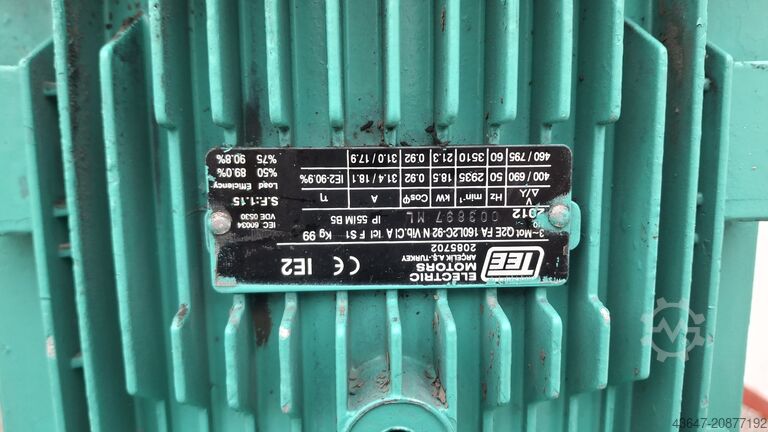 TEE
ELECTRIC
MOTORS
ARÇELİK A.Ş.-TURKEY
2085702
CE IE2
3~Mot Q2E FA 160L2C-92-N Vib.Cl A Icl F S1 Kg 99
2012 003897 ML IP 55 IM B5
IEC 60034
VDE 0530
V Δ/Y Hz min⁻¹ kW CosΦ A η
400 / 690 50 2935 18.5 0.92 31.4 / 18.1 IE2-90.9%
460 / 795 60 3510 21.3 0.92 31.0 / 17.9
S.F.:1.15
Load Efficiency
%50 89.0%
%75 90.8%
43647-20877192